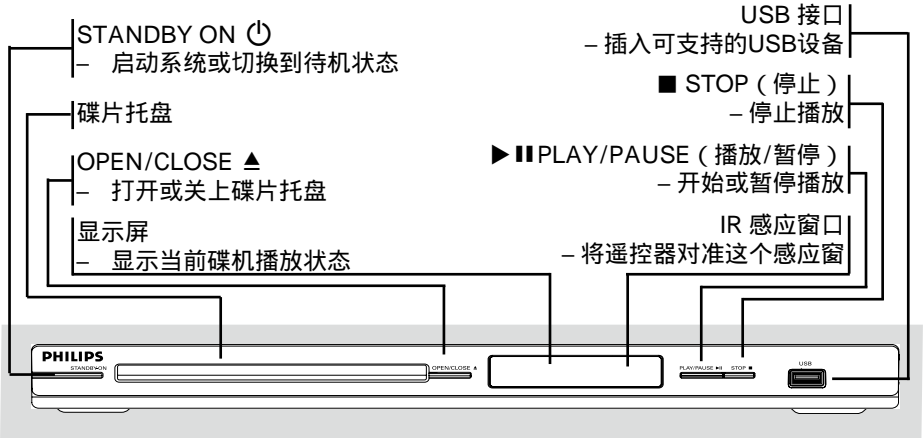 STANDBY ON ⏻
– 启动系统或切换到待机状态
碟片托盘
OPEN/CLOSE ▲
– 打开或关上碟片托盘
显示屏
– 显示当前碟机播放状态
USB 接口
– 插入可支持的USB设备
■ STOP（停止）
– 停止播放
▶❚❚PLAY/PAUSE（播放/暂停）
– 开始或暂停播放
IR 感应窗口
– 将遥控器对准这个感应窗
PHILIPS
STANDBY-ON
OPEN/CLOSE ▲
PLAY/PAUSE ▶❚❚
STOP ■
USB